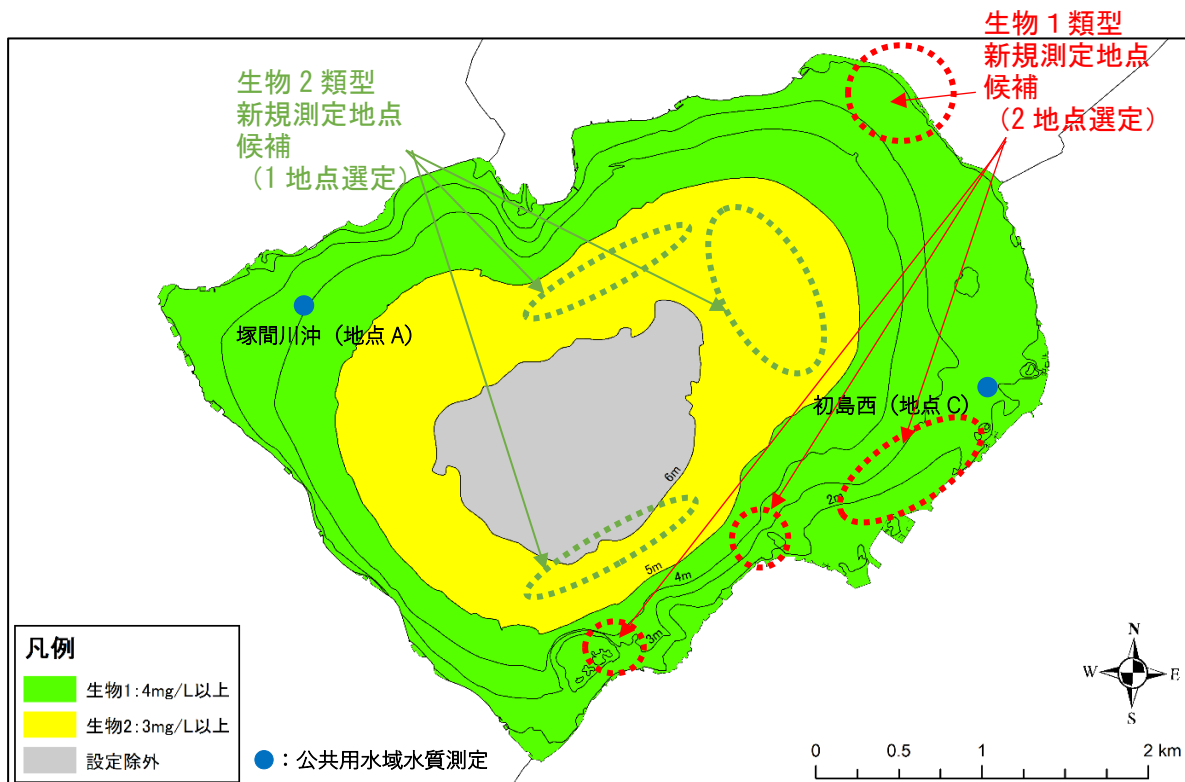 生物１類型
新規測定地点
候補
（2 地点選定）
生物２類型
新規測定地点
候補
（1 地点選定）
塚間川沖（地点 A）
初島西（地点 C）
6m
2m
5m
4m
3m
凡例
生物1:4mg/L以上
生物2:3mg/L以上
設定除外
：公共用水域水質測定
N
W
E
S
0 0.5 1 2 km